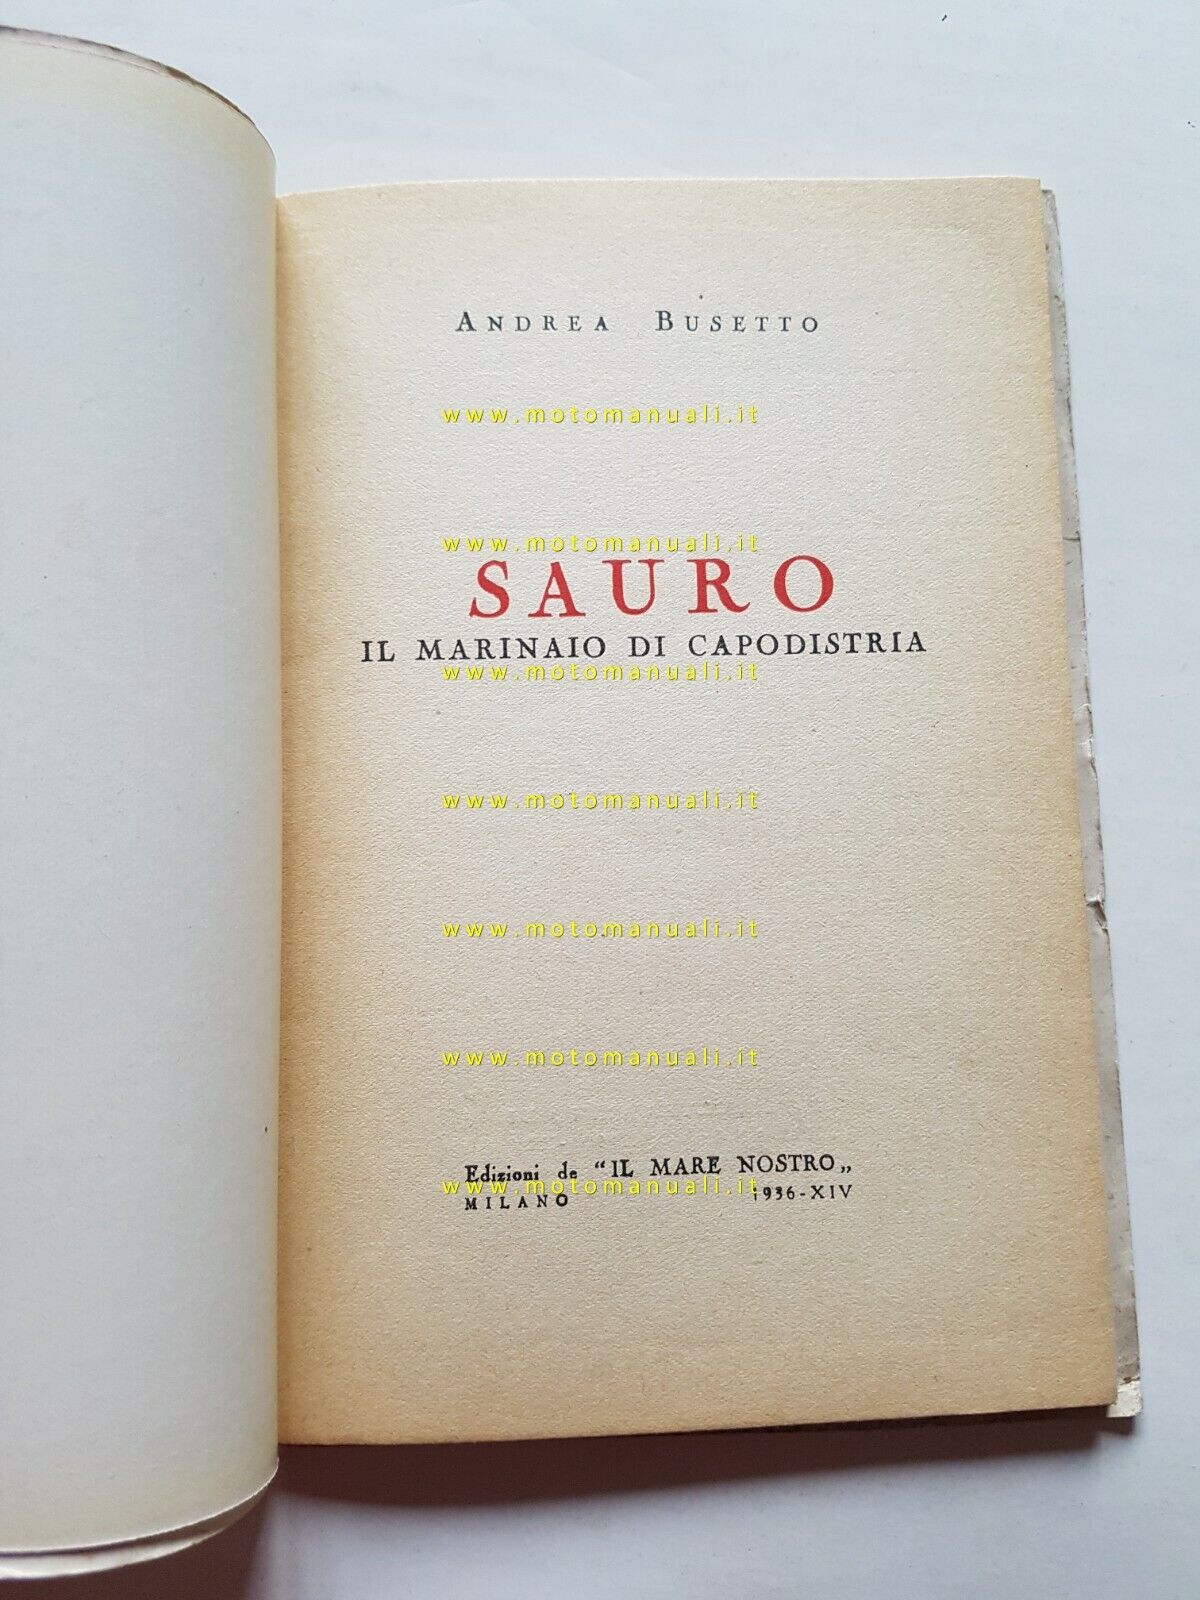 ANDREA BUSETTO
www.motomanuali.it
www.motomanuali.it
SAURO
IL MARINAIO DI CAPODISTRIA
www.motomanuali.it
www.motomanuali.it
www.motomanuali.it
www.motomanuali.it
Edizioni de "IL MARE NOSTRO„
www.motomanuali.it
MILANO 1936-XIV